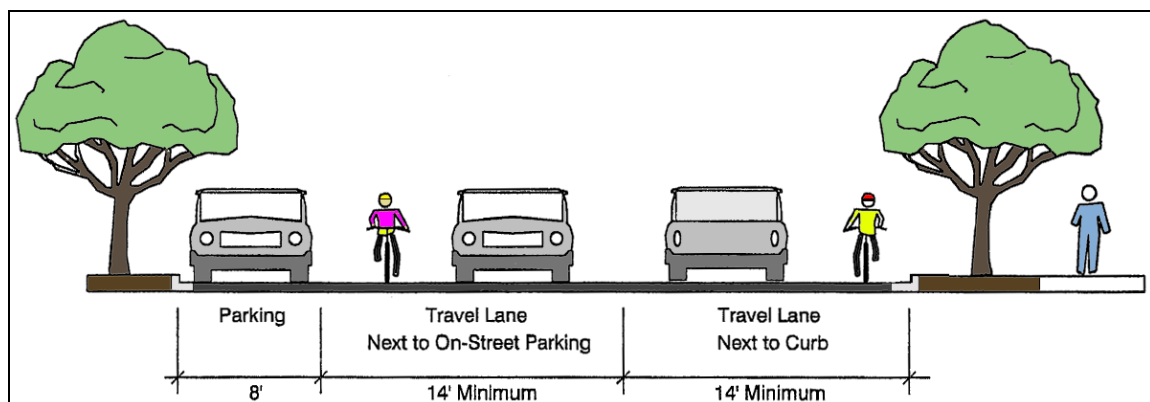 Parking
Travel Lane
Next to On-Street Parking
Travel Lane
Next to Curb
8'
14' Minimum
14' Minimum